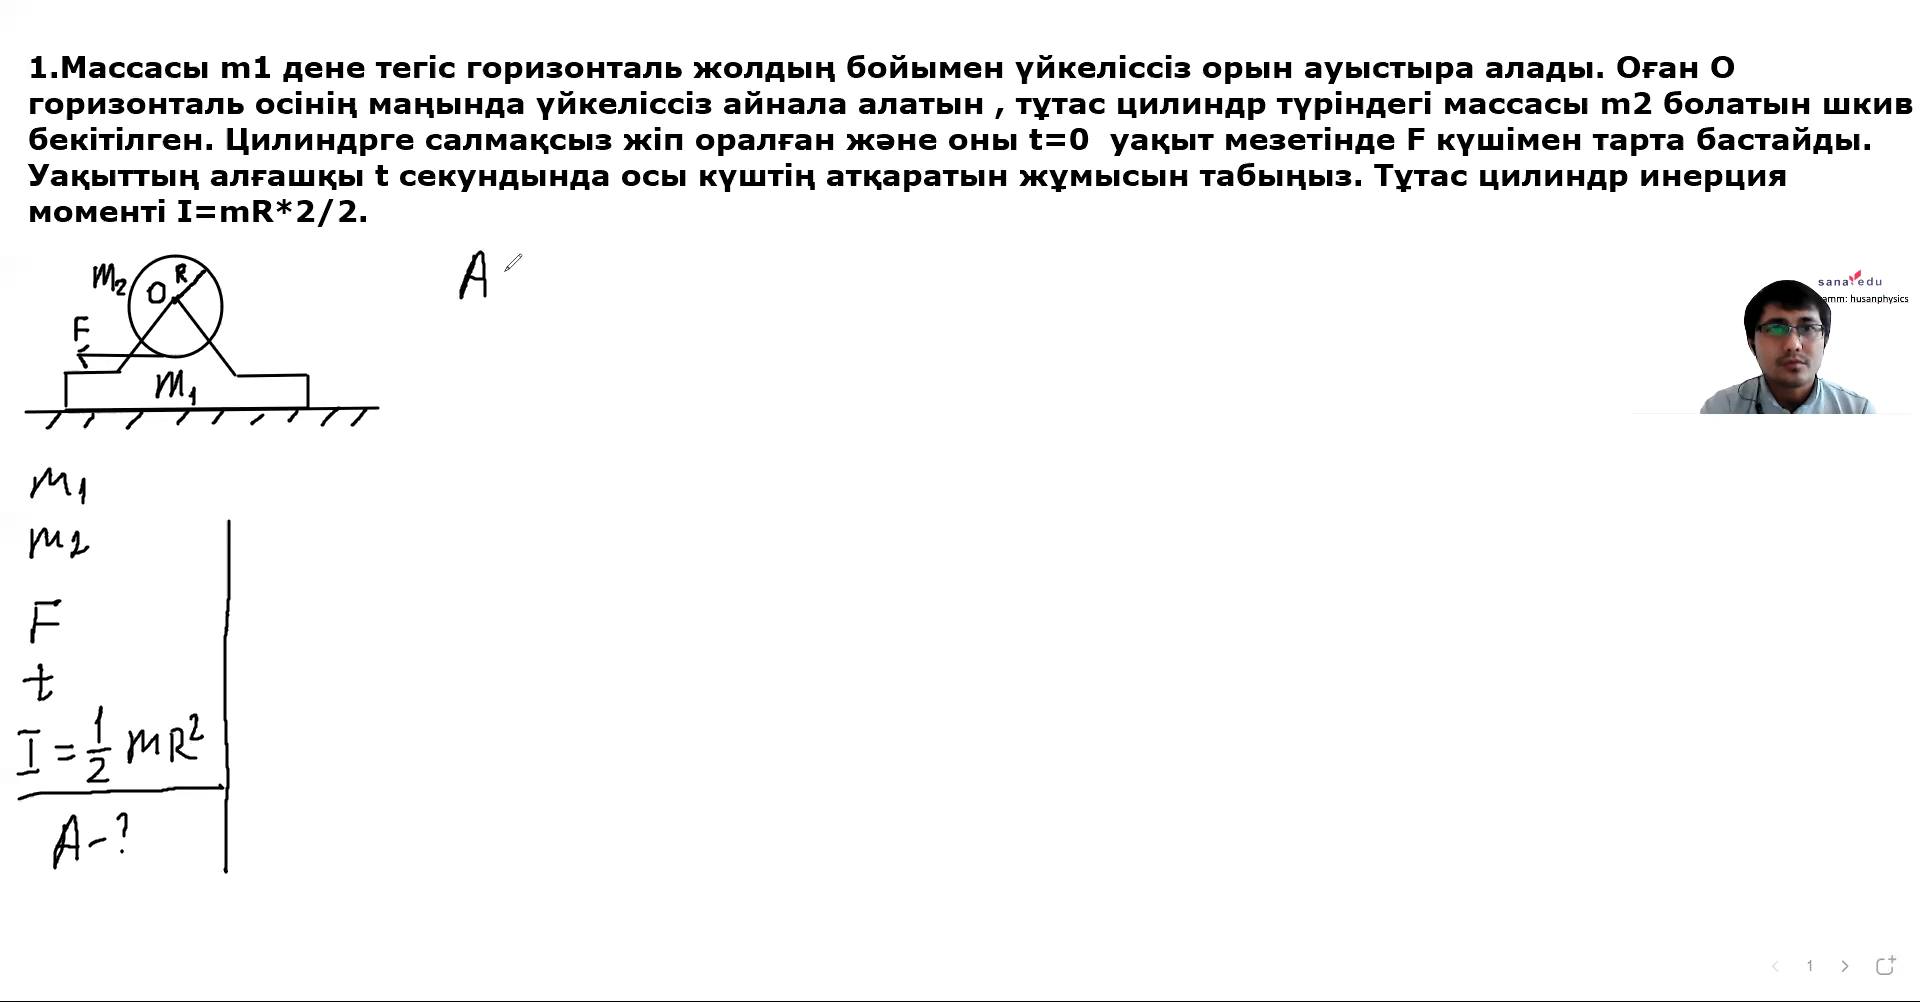 1.Массасы m1 дене тегіс горизонталь жолдың бойымен үйкеліссіз орын ауыстыра алады. Оған О
горизонталь осінің маңында үйкеліссіз айнала алатын , тұтас цилиндр түріндегі массасы m2 болатын шкив
бекітілген. Цилиндрге салмақсыз жіп оралған және оны t=0  уақыт мезетінде F күшімен тарта бастайды.
Уақыттың алғашқы t секундында осы күштің атқаратын жұмысын табыңыз. Тұтас цилиндр инерция
моменті I=mR*2/2.
m₂ O R
F
m₁
A
sana edu
amm: husanphysics
m₁
m₂
F
t
I = 1/2 mR²
A-?
1